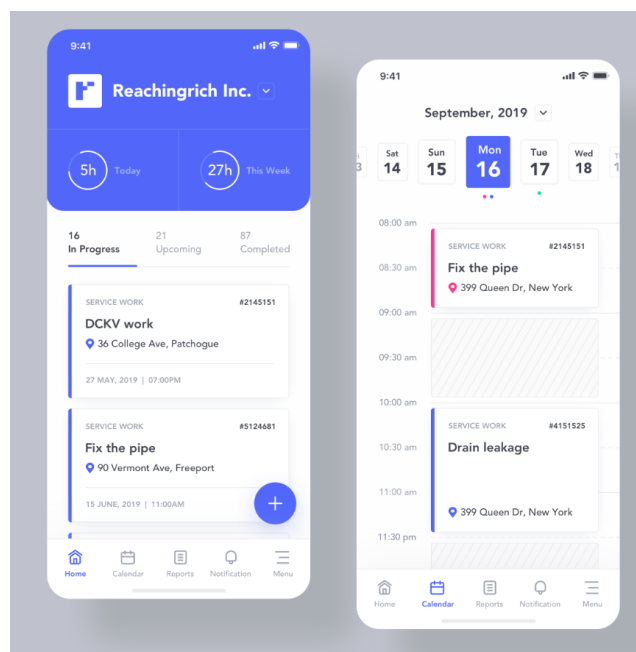 9:41
Reachingrich Inc.
5h Today
27h This Week
16 21 87
In Progress Upcoming Completed
SERVICE WORK #2145151
DCKV work
36 College Ave, Patchogue
27 MAY, 2019 | 07:00PM
SERVICE WORK #5124681
Fix the pipe
90 Vermont Ave, Freeport
15 JUNE, 2019 | 11:00AM
+
Home Calendar Reports Notification Menu
9:41
September, 2019
Sat Sun Mon Tue Wed
3 14 15 16 17 18 1
08:00 am
SERVICE WORK #2145151
08:30 am Fix the pipe
399 Queen Dr, New York
09:00 am
09:30 am
10:00 am
SERVICE WORK #4151525
10:30 am Drain leakage
11:00 am
399 Queen Dr, New York
11:30 pm
Home Calendar Reports Notification Menu